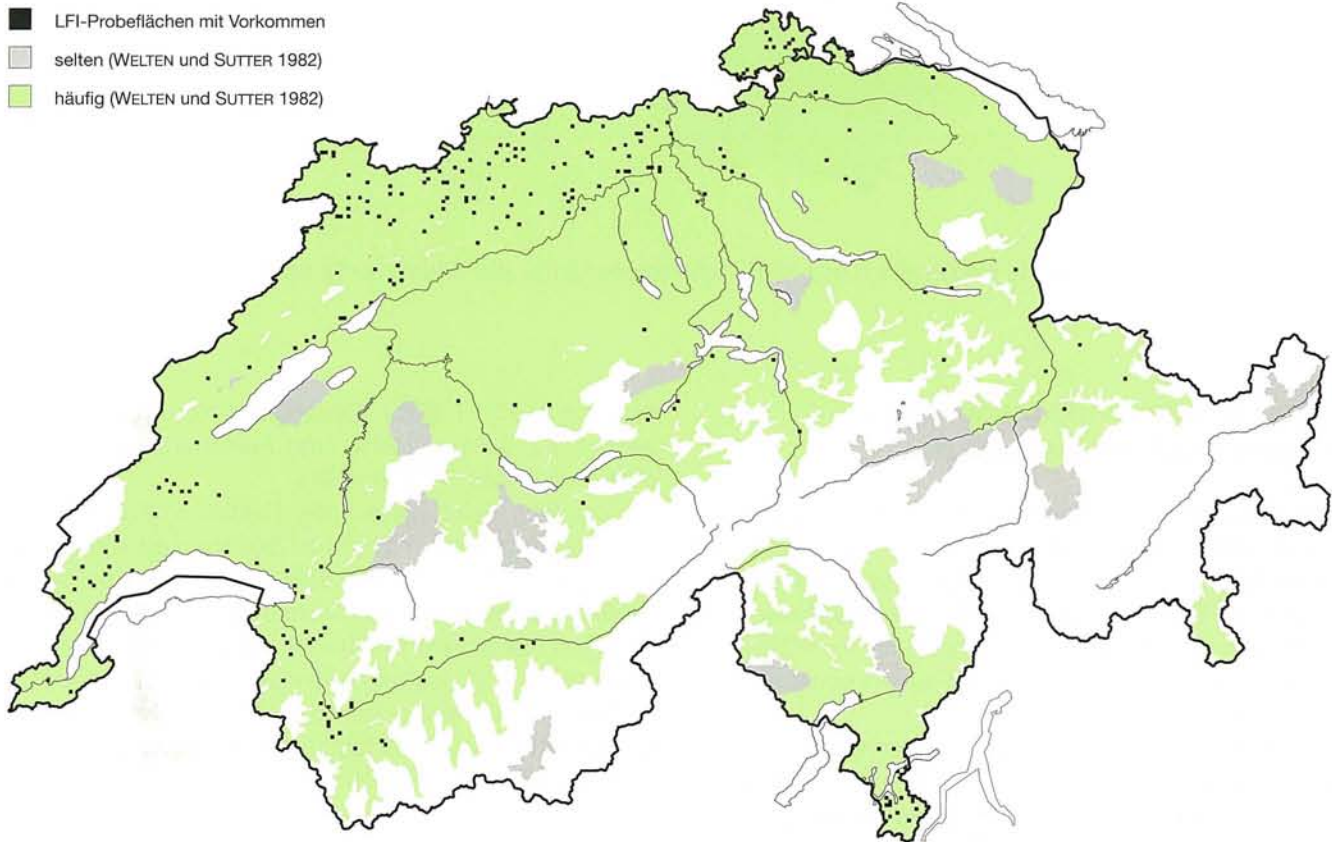 LFI-Probeflächen mit Vorkommen
selten (WELTEN und SUTTER 1982)
häufig (WELTEN und SUTTER 1982)